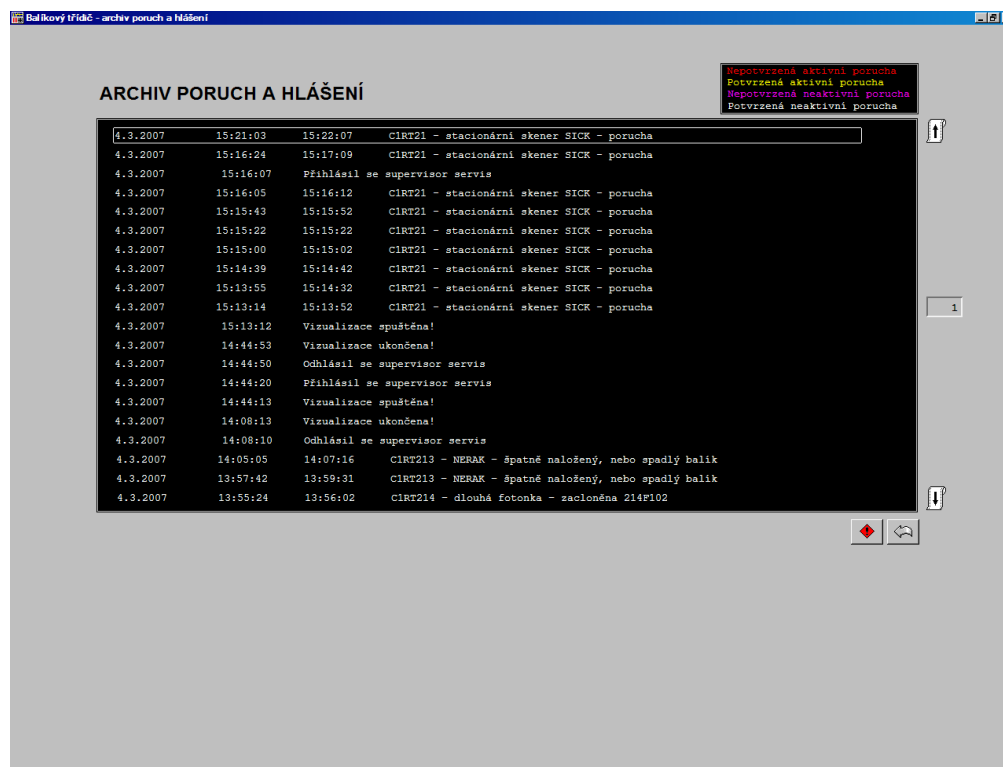 Balíkový třídič - archiv poruch a hlášení
ARCHIV PORUCH A HLÁŠENÍ
Nepotvrzená aktivní porucha
Potvrzená aktivní porucha
Nepotvrzená neaktivní porucha
Potvrzená neaktivní porucha
4.3.2007 15:21:03 15:22:07 C1RT21 - stacionární skener SICK - porucha
4.3.2007 15:16:24 15:17:09 C1RT21 - stacionární skener SICK - porucha
4.3.2007 15:16:07 Přihlásil se supervisor servis
4.3.2007 15:16:05 15:16:12 C1RT21 - stacionární skener SICK - porucha
4.3.2007 15:15:43 15:15:52 C1RT21 - stacionární skener SICK - porucha
4.3.2007 15:15:22 15:15:22 C1RT21 - stacionární skener SICK - porucha
4.3.2007 15:15:00 15:15:02 C1RT21 - stacionární skener SICK - porucha
4.3.2007 15:14:39 15:14:42 C1RT21 - stacionární skener SICK - porucha
4.3.2007 15:13:55 15:14:32 C1RT21 - stacionární skener SICK - porucha
4.3.2007 15:13:14 15:13:52 C1RT21 - stacionární skener SICK - porucha
4.3.2007 15:13:12 Vizualizace spuštěna!
4.3.2007 14:44:53 Vizualizace ukončena!
4.3.2007 14:44:50 Odhlásil se supervisor servis
4.3.2007 14:44:20 Přihlásil se supervisor servis
4.3.2007 14:44:13 Vizualizace spuštěna!
4.3.2007 14:08:13 Vizualizace ukončena!
4.3.2007 14:08:10 Odhlásil se supervisor servis
4.3.2007 14:05:05 14:07:16 C1RT213 - NERAK - špatně naložený, nebo spadlý balík
4.3.2007 13:57:42 13:59:31 C1RT213 - NERAK - špatně naložený, nebo spadlý balík
4.3.2007 13:55:24 13:56:02 C1RT214 - dlouhá fotonka - zacloněna 214F102
1